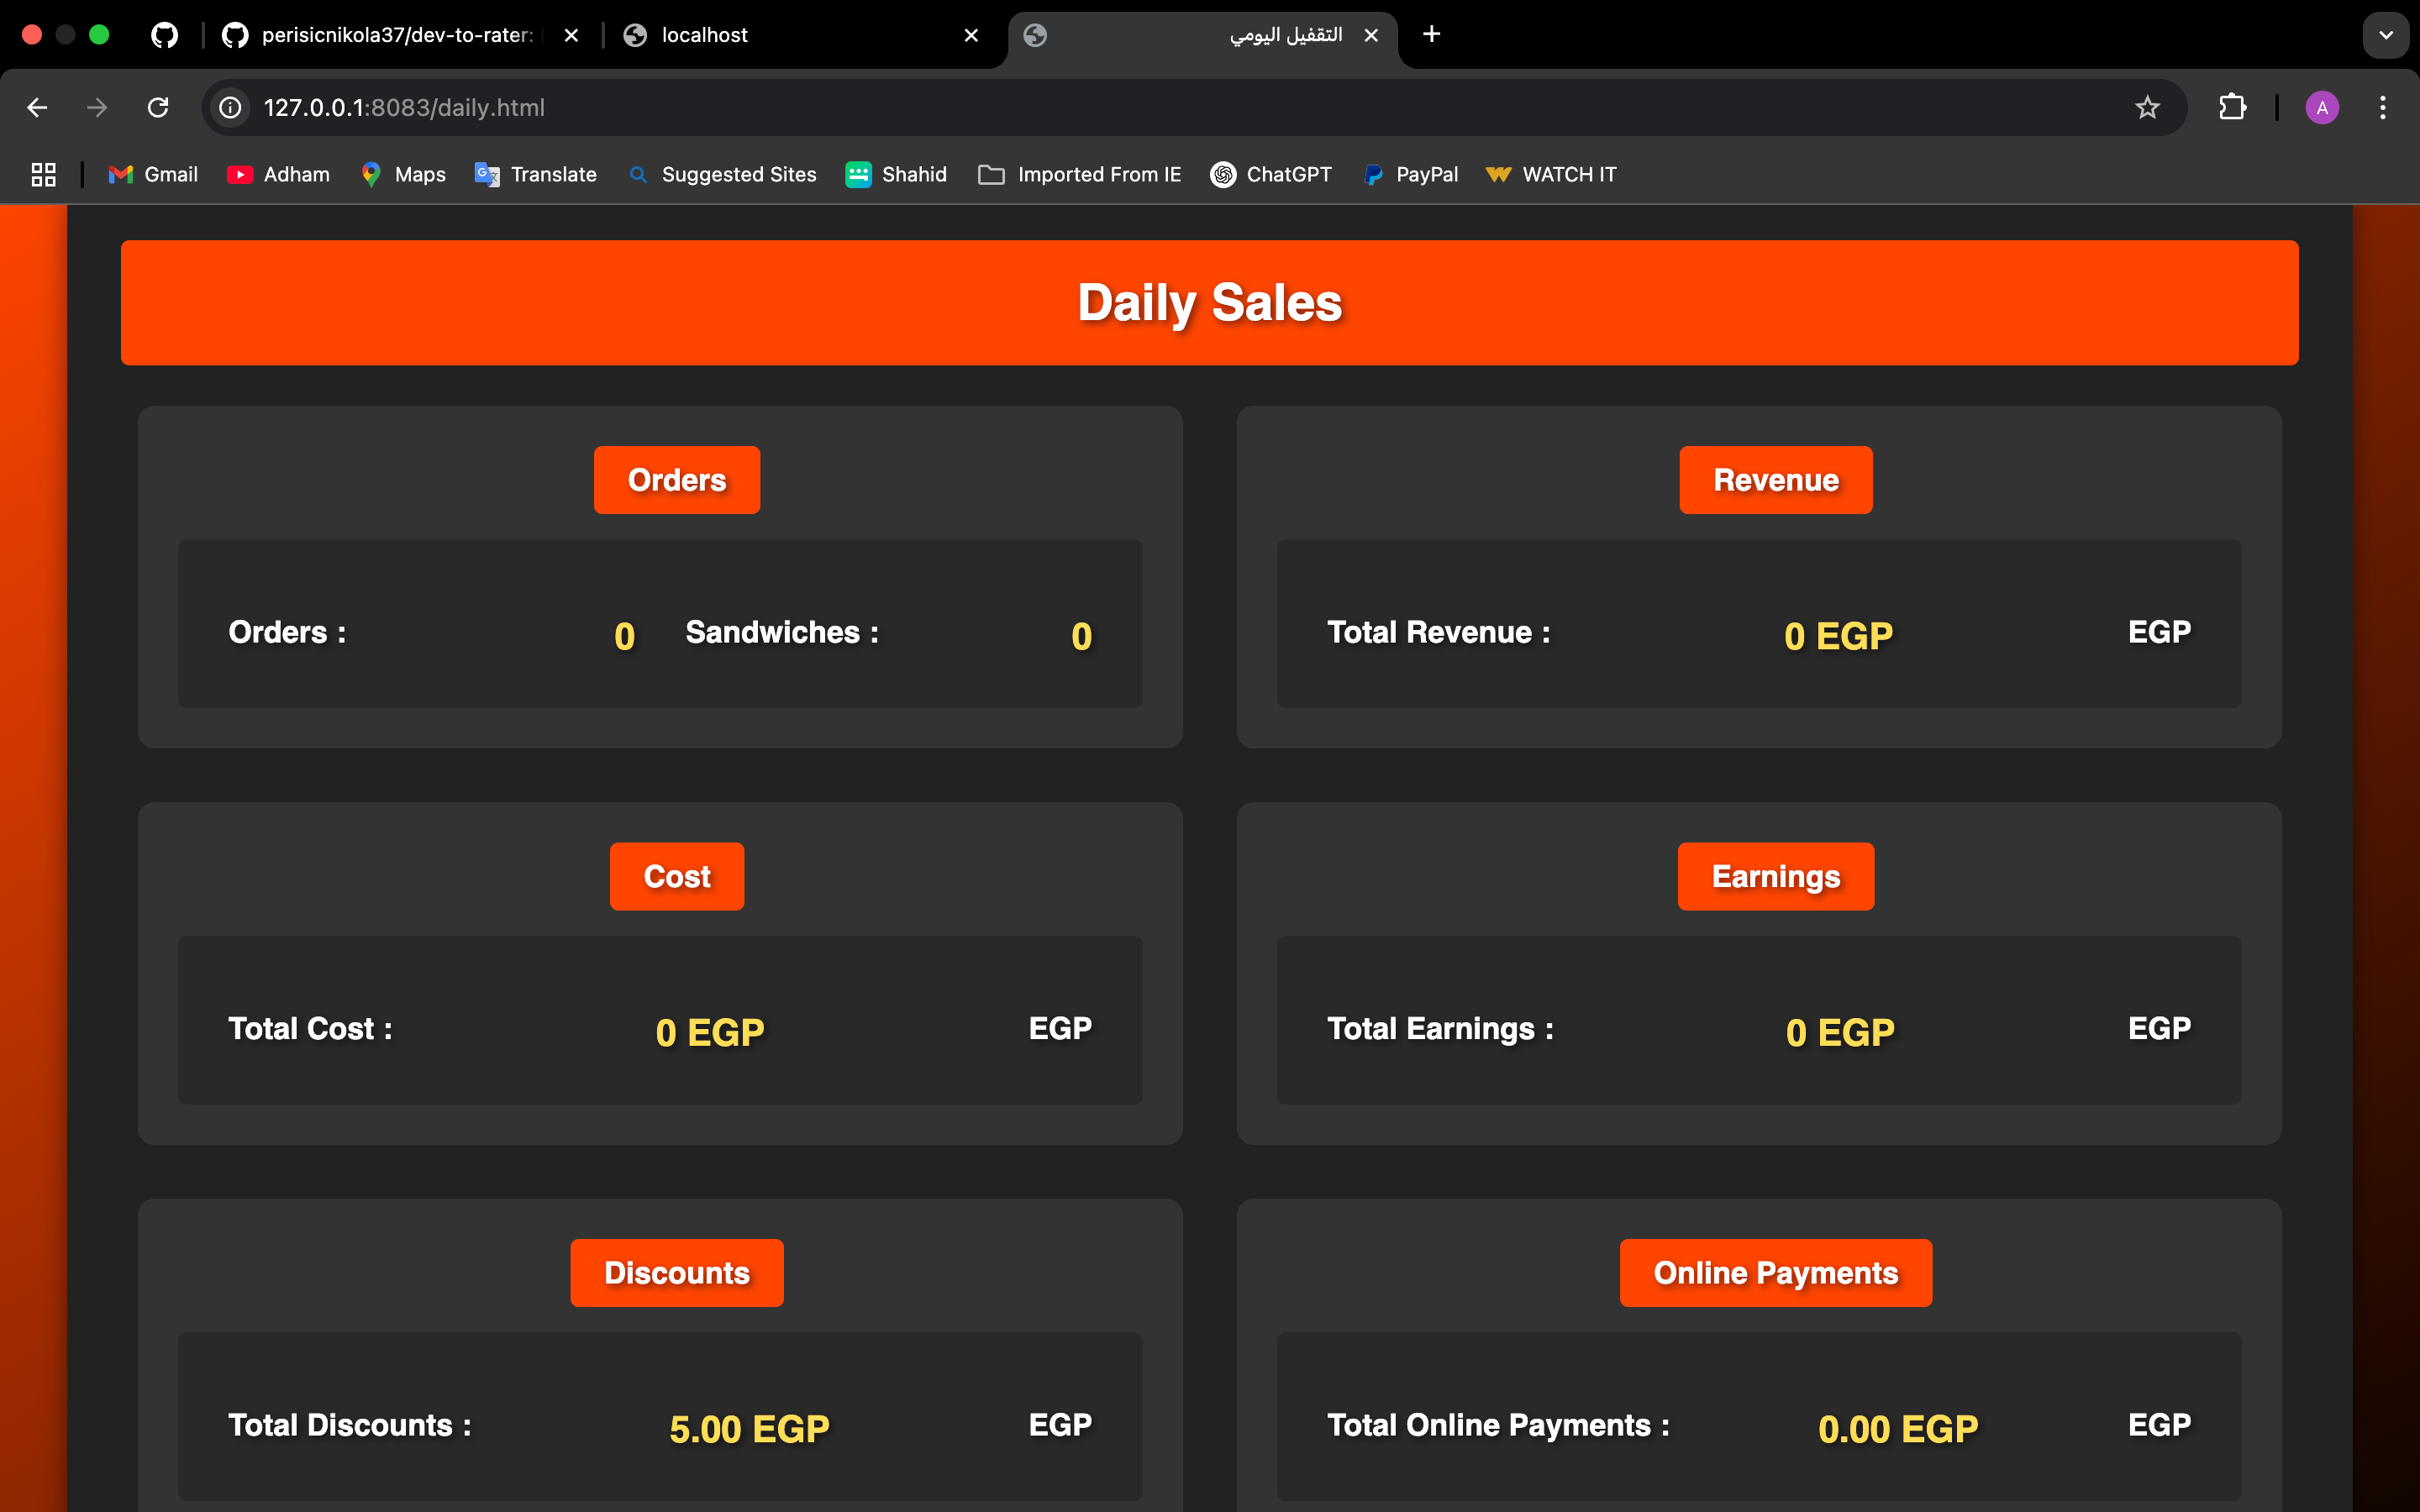 perisicnikola37/dev-to-rater:
localhost
التقفيل اليومي
127.0.0.1:8083/daily.html
A
Gmail
Adham
Maps
Translate
Suggested Sites
Shahid
Imported From IE
ChatGPT
PayPal
WATCH IT
Daily Sales
Orders
Orders :
0
Sandwiches :
0
Revenue
Total Revenue :
0 EGP
EGP
Cost
Total Cost :
0 EGP
EGP
Earnings
Total Earnings :
0 EGP
EGP
Discounts
Total Discounts :
5.00 EGP
EGP
Online Payments
Total Online Payments :
0.00 EGP
EGP